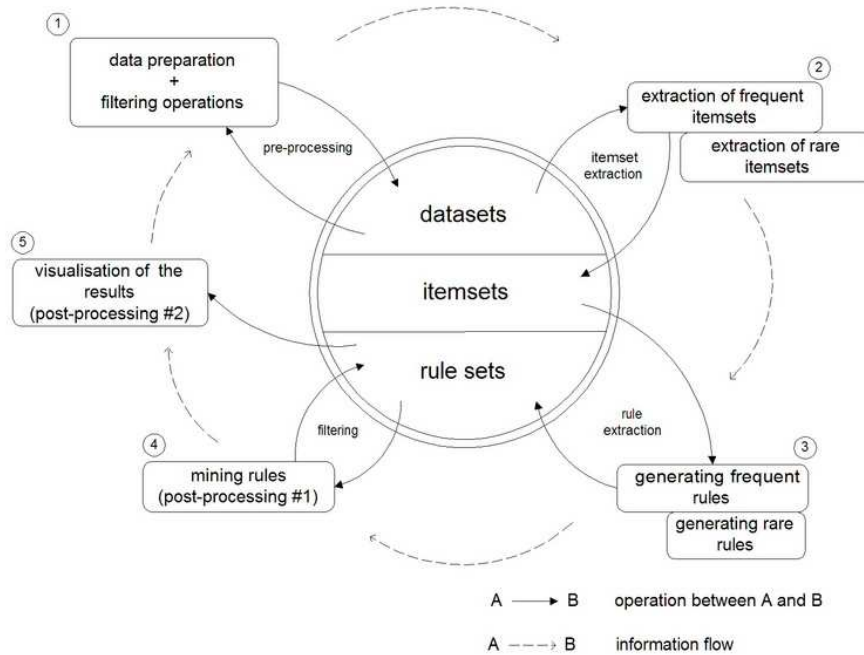 1
data preparation
+
filtering operations
pre-processing
2
extraction of frequent
itemsets
extraction of rare
itemsets
itemset
extraction
datasets
itemsets
rule sets
5
visualisation of the
results
(post-processing #2)
4
mining rules
(post-processing #1)
filtering
rule
extraction
3
generating frequent
rules
generating rare
rules
A B operation between A and B
A B information flow